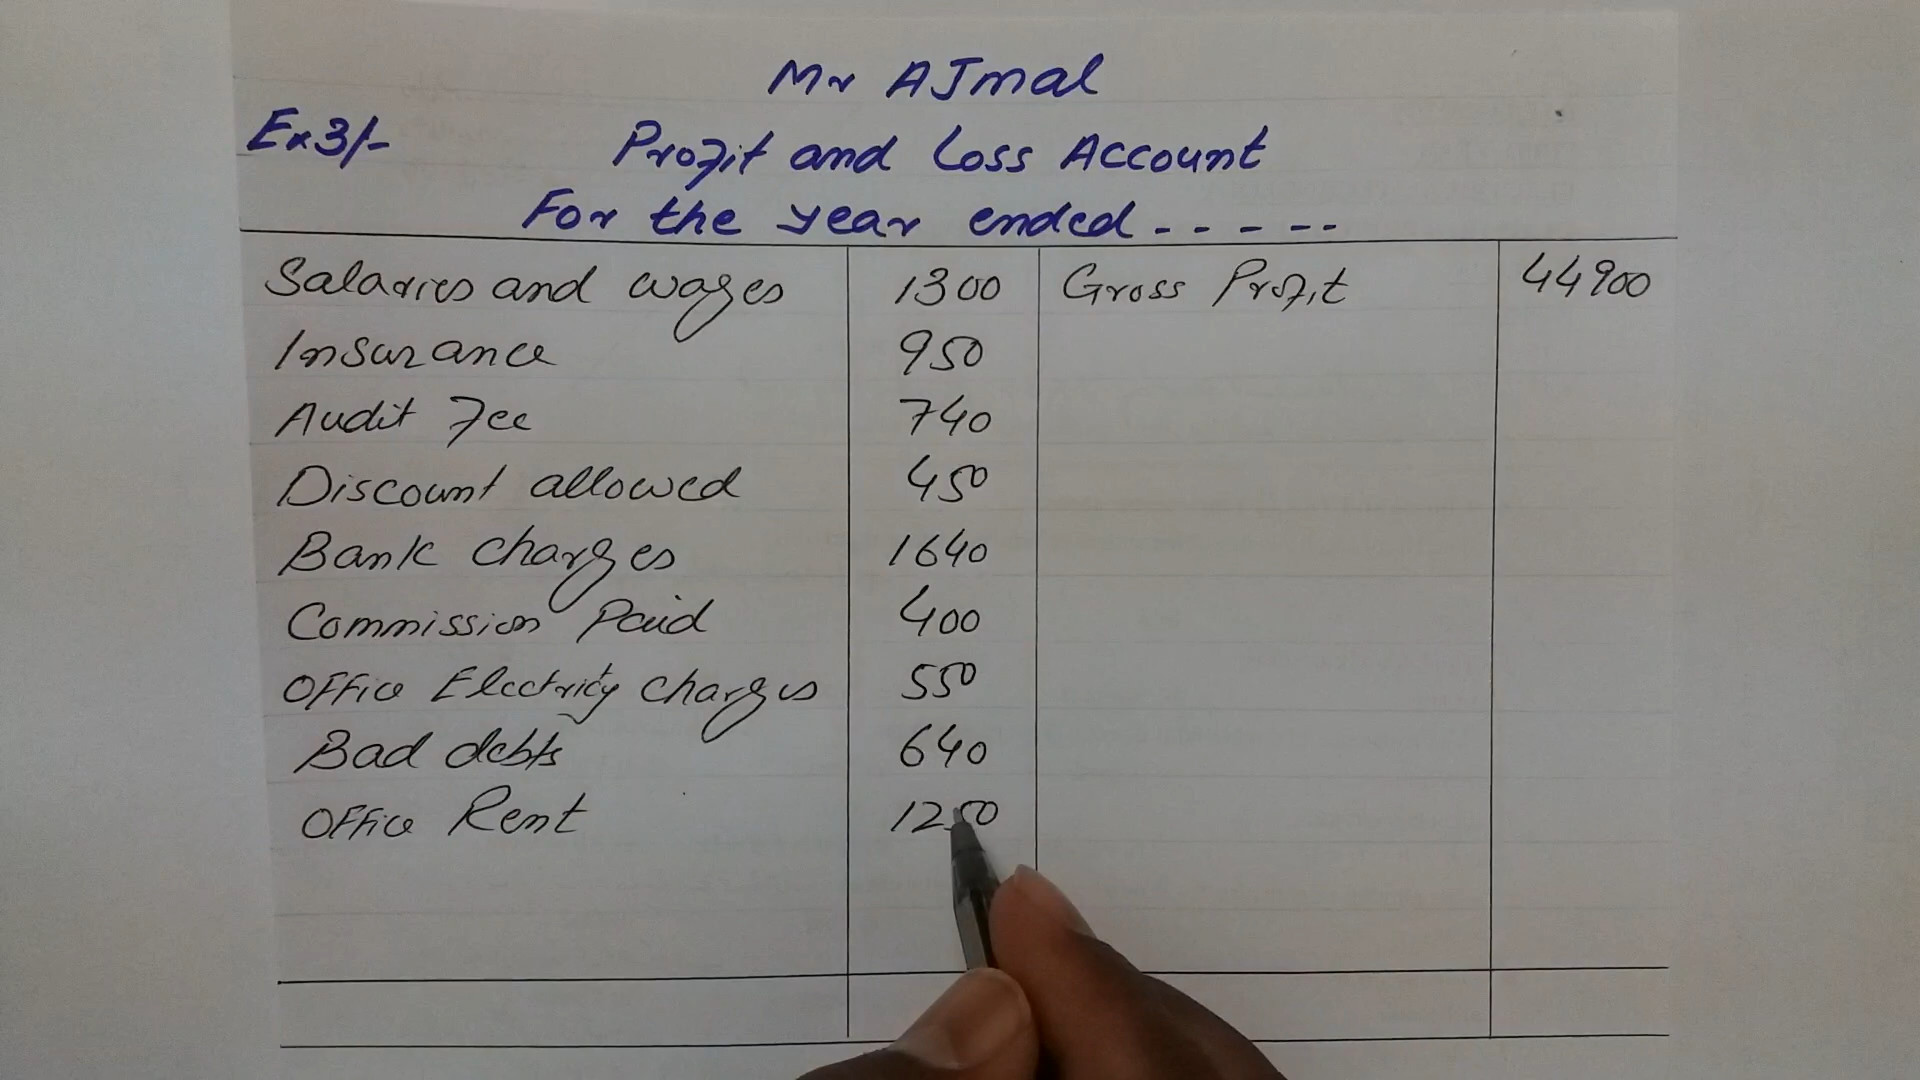 Mr AJmal
Ex3/-
Profit and Loss Account
For the year ended-----
Salaries and wages 1300 Gross Profit 44900
Insurance 950
Audit Fee 740
Discount allowed 450
Bank charges 1640
Commission Paid 400
Office Electricity charges 550
Bad debts 640
Office Rent 1250